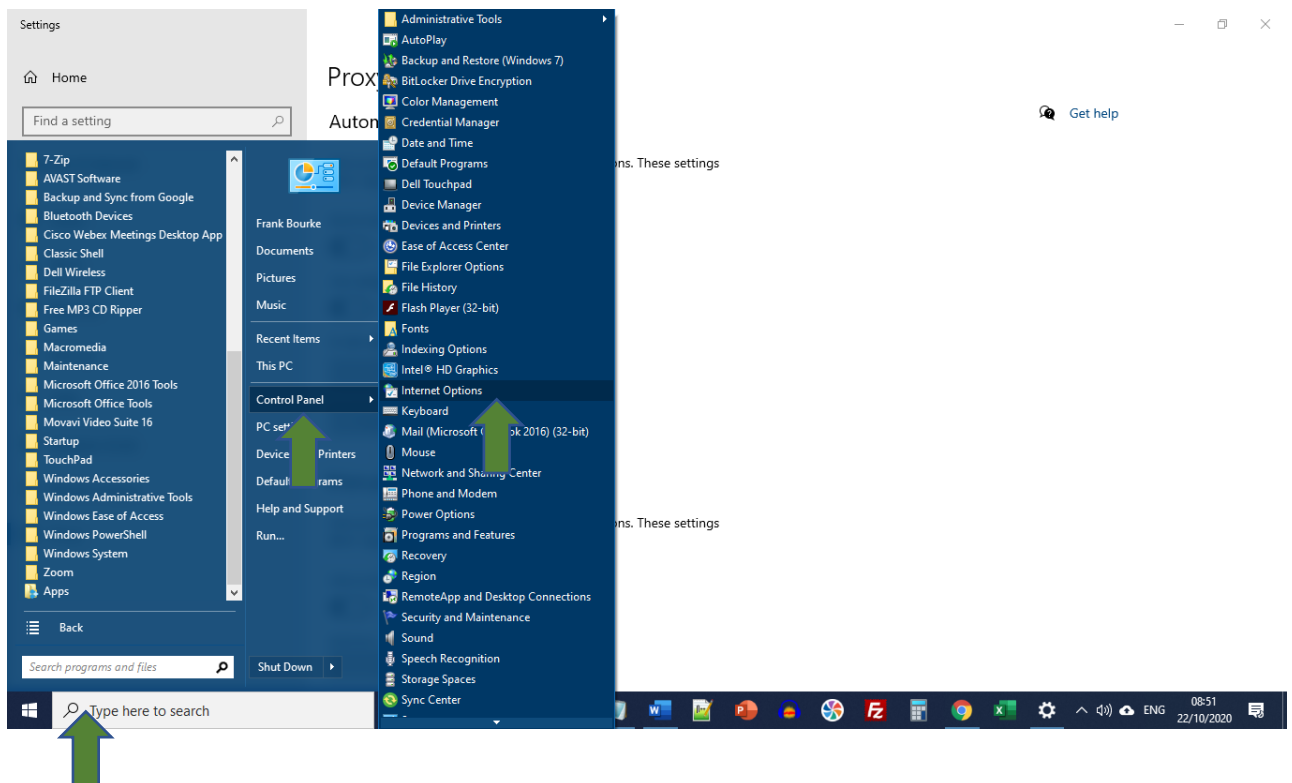 Settings
Home
Find a setting
Prox
Autom
ons. These settings
ons. These settings
Get help
7-Zip
AVAST Software
Backup and Sync from Google
Bluetooth Devices
Cisco Webex Meetings Desktop App
Classic Shell
Dell Wireless
FileZilla FTP Client
Free MP3 CD Ripper
Games
Macromedia
Maintenance
Microsoft Office 2016 Tools
Microsoft Office Tools
Movavi Video Suite 16
Startup
TouchPad
Windows Accessories
Windows Administrative Tools
Windows Ease of Access
Windows PowerShell
Windows System
Zoom
Apps
Back
Search programs and files
Frank Bourke
Documents
Pictures
Music
Recent Items
This PC
Control Panel
PC set
Device Printers
Defaul rams
Help and Support
Run...
Shut Down
Administrative Tools
AutoPlay
Backup and Restore (Windows 7)
BitLocker Drive Encryption
Color Management
Credential Manager
Date and Time
Default Programs
Dell Touchpad
Device Manager
Devices and Printers
Ease of Access Center
File Explorer Options
File History
Flash Player (32-bit)
Fonts
Indexing Options
Intel® HD Graphics
Internet Options
Keyboard
Mail (Microsoft ok 2016) (32-bit)
Mouse
Network and Sharing Center
Phone and Modem
Power Options
Programs and Features
Recovery
Region
RemoteApp and Desktop Connections
Security and Maintenance
Sound
Speech Recognition
Storage Spaces
Sync Center
Type here to search
ENG
08:51
22/10/2020